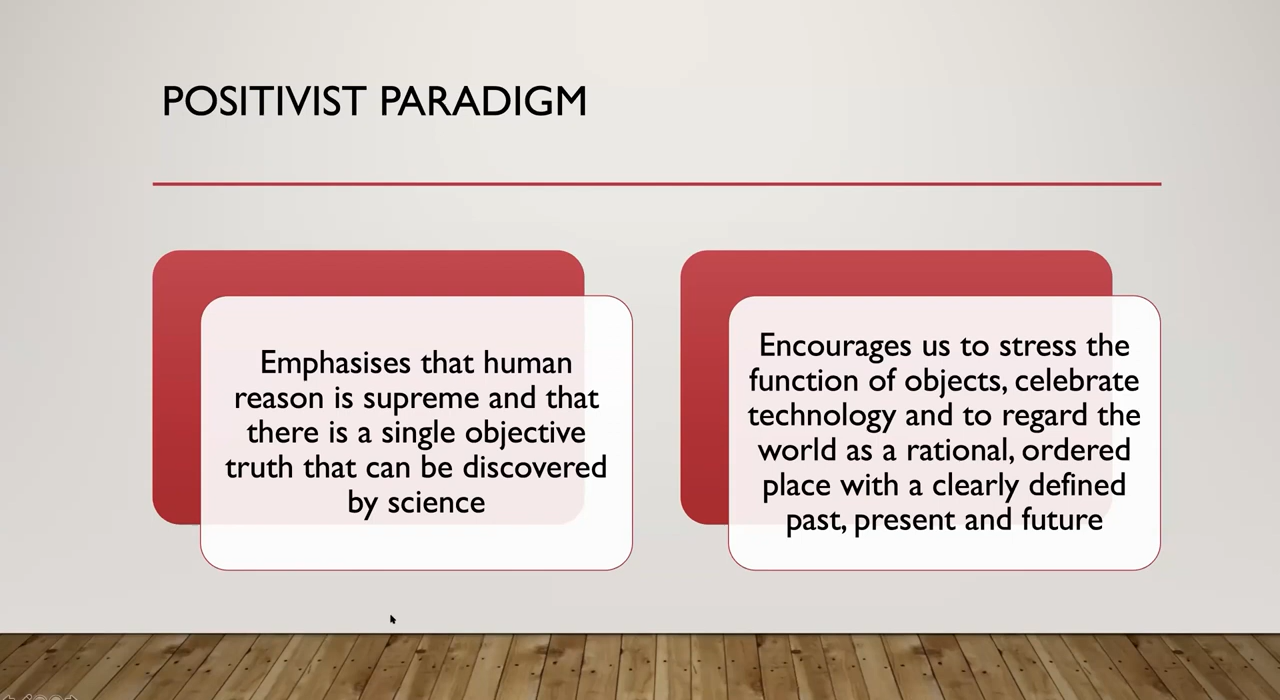 POSITIVIST PARADIGM
Emphasises that human
reason is supreme and that
there is a single objective
truth that can be discovered
by science
Encourages us to stress the
function of objects, celebrate
technology and to regard the
world as a rational, ordered
place with a clearly defined
past, present and future